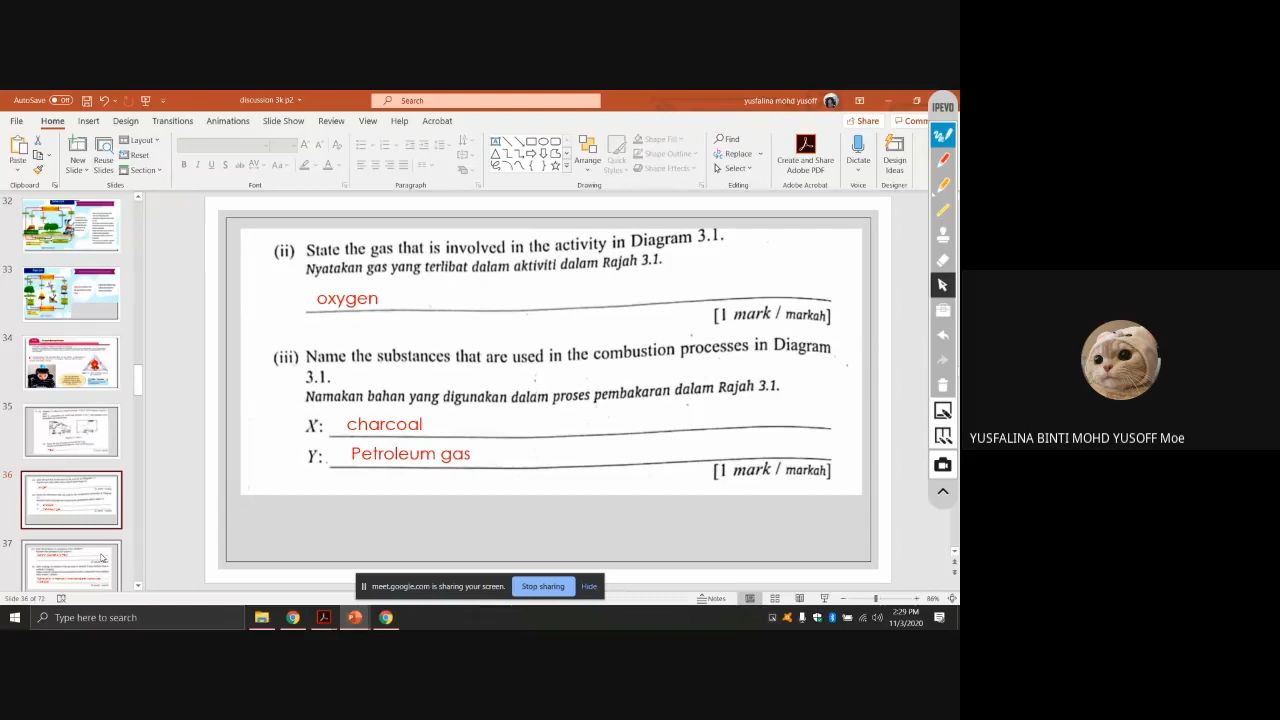 AutoSave Off
discussion 3k p2
Search
yusfalina mohd yusoff
IPEVO
File Home Insert Design Transitions Slide Show Review View Help Acrobat
Share Comm
Paste
New Slide
Reuse Slides
Layout
Reset
Section
Arrange
Quick Styles
Shape Fill
Shape Outline
Shape Effects
Find
Replace
Select
Create and Share Adobe PDF
Dictate
Design Ideas
Clipboard Slides Font Paragraph Drawing Editing Adobe Acrobat Voice Designer
32
33
34
35
36
37
(ii) State the gas that is involved in the activity in Diagram 3.1.
Nyatakan gas yang terlibat dalam aktiviti dalam Rajah 3.1.
oxygen
[1 mark / markah]
(iii) Name the substances that are used in the combustion processes in Diagram
3.1.
Namakan bahan yang digunakan dalam proses pembakaran dalam Rajah 3.1.
X: charcoal
Y: Petroleum gas
[1 mark / markah]
YUSFALINA BINTI MOHD YUSOFF Moe
meet.google.com is sharing your screen. Stop sharing Hide
Slide 36 of 72
Notes
86%
Type here to search
2:29 PM
11/3/2020